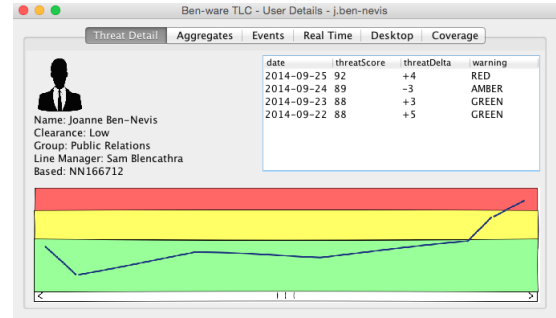 Ben-ware TLC - User Details - j.ben-nevis
Threat Detail Aggregates Events Real Time Desktop Coverage
date threatScore threatDelta warning
2014-09-25 92 +4 RED
2014-09-24 89 -3 AMBER
2014-09-23 88 +3 GREEN
2014-09-22 88 +5 GREEN
Name: Joanne Ben-Nevis
Clearance: Low
Group: Public Relations
Line Manager: Sam Blencathra
Based: NN166712